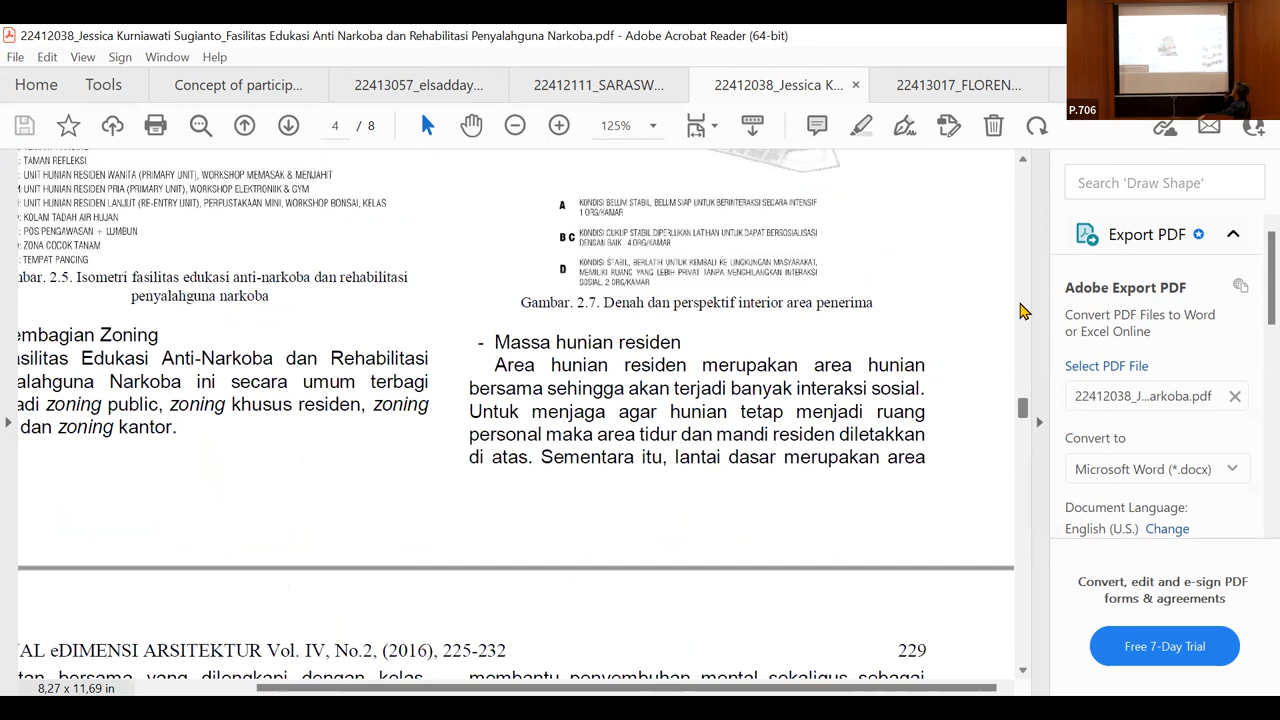 22412038_Jessica Kurniawati Sugianto_Fasilitas Edukasi Anti Narkoba dan Rehabilitasi Penyalahguna Narkoba.pdf - Adobe Acrobat Reader (64-bit)
File Edit View Sign Window Help
Home Tools Concept of particip... 22413057_elsadday... 22412111_SARASW... 22412038_Jessica K... × 22413017_FLOREN...
P.706
4 / 8 125%
: TAMAN REFLEKSI
: UNIT HUNIAN RESIDEN WANITA (PRIMARY UNIT), WORKSHOP MEMASAK & MENJAHIT
M: UNIT HUNIAN RESIDEN PRIA (PRIMARY UNIT), WORKSHOP ELEKTRONIIK & GYM
: UNIT HUNIAN RESIDEN LANJUT (RE-ENTRY UNIT), PERPUSTAKAAN MINI, WORKSHOP BONSAI, KELAS
: KOLAM TADAH AIR HUJAN
: POS PENGAWASAN + LUMBUN
: ZONA COCOK TANAM
: TEMPAT PANCING
mbar. 2.5. Isometri fasilitas edukasi anti-narkoba dan rehabilitasi
penyalahguna narkoba
embagian Zoning
asilitas Edukasi Anti-Narkoba dan Rehabilitasi
alahguna Narkoba ini secara umum terbagi
adi zoning public, zoning khusus residen, zoning
dan zoning kantor.
A KONDISI BELUM STABIL, BELUM SIAP UNTUK BERINTERAKSI SECARA INTENSIF
1 ORG/KAMAR
B C KONDISI CUKUP STABIL,DIPERLUKAN LATIHAN UNTUK DAPAT BERSOSIALISASI
DENGAN BAIK . 4 ORG/KAMAR
D KONDISI STABIL, BERLATIH UNTUK KEMBALI KE LINGKUNGAN MASYARAKAT,
MEMILIKI RUANG YANG LEBIH PRIVAT TANPA MENGHILANGKAN INTERAKSI
SOSIAL. 2 ORG/KAMAR
Gambar. 2.7. Denah dan perspektif interior area penerima
- Massa hunian residen
Area hunian residen merupakan area hunian
bersama sehingga akan terjadi banyak interaksi sosial.
Untuk menjaga agar hunian tetap menjadi ruang
personal maka area tidur dan mandi residen diletakkan
di atas. Sementara itu, lantai dasar merupakan area
AL eDIMENSI ARSITEKTUR Vol. IV, No.2, (2016), 225-232 229
tan bersama yang dilengkapi dengan kelas
membantu penyembuhan mental sekaligus sebagai
8,27 x 11,69 in
Search 'Draw Shape'
Export PDF
Adobe Export PDF
Convert PDF Files to Word
or Excel Online
Select PDF File
22412038_J...arkoba.pdf ×
Convert to
Microsoft Word (*.docx)
Document Language:
English (U.S.) Change
Convert, edit and e-sign PDF
forms & agreements
Free 7-Day Trial